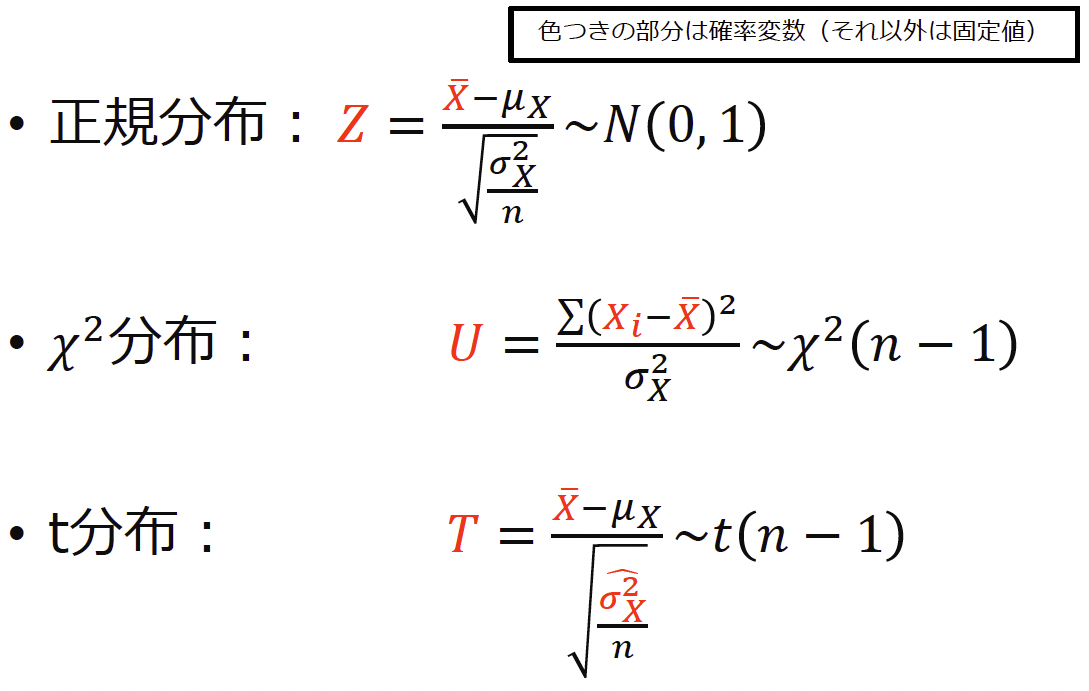 色つきの部分は確率変数（それ以外は固定値）
• 正規分布： $Z = \frac{\bar{X} - \mu_X}{\sqrt{\frac{\sigma_X^2}{n}}} \sim N(0, 1)$
• $\chi^2$分布： $U = \frac{\sum (X_i - \bar{X})^2}{\sigma_X^2} \sim \chi^2(n - 1)$
• t分布： $T = \frac{\bar{X} - \mu_X}{\sqrt{\frac{\widehat{\sigma_X^2}}{n}}} \sim t(n - 1)$